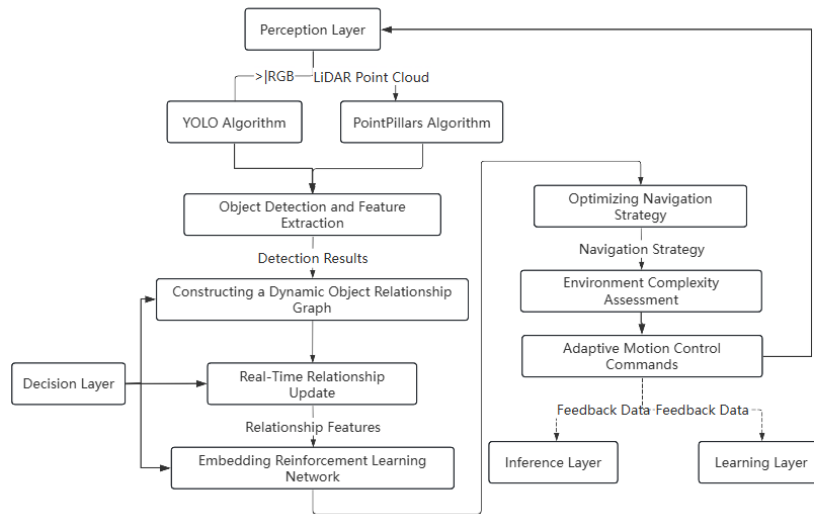 Perception Layer
>|RGB LiDAR Point Cloud
YOLO Algorithm
PointPillars Algorithm
Object Detection and Feature
Extraction
Detection Results
Constructing a Dynamic Object Relationship
Graph
Decision Layer
Real-Time Relationship
Update
Relationship Features
Embedding Reinforcement Learning
Network
Optimizing Navigation
Strategy
Navigation Strategy
Environment Complexity
Assessment
Adaptive Motion Control
Commands
Feedback Data Feedback Data
Inference Layer
Learning Layer